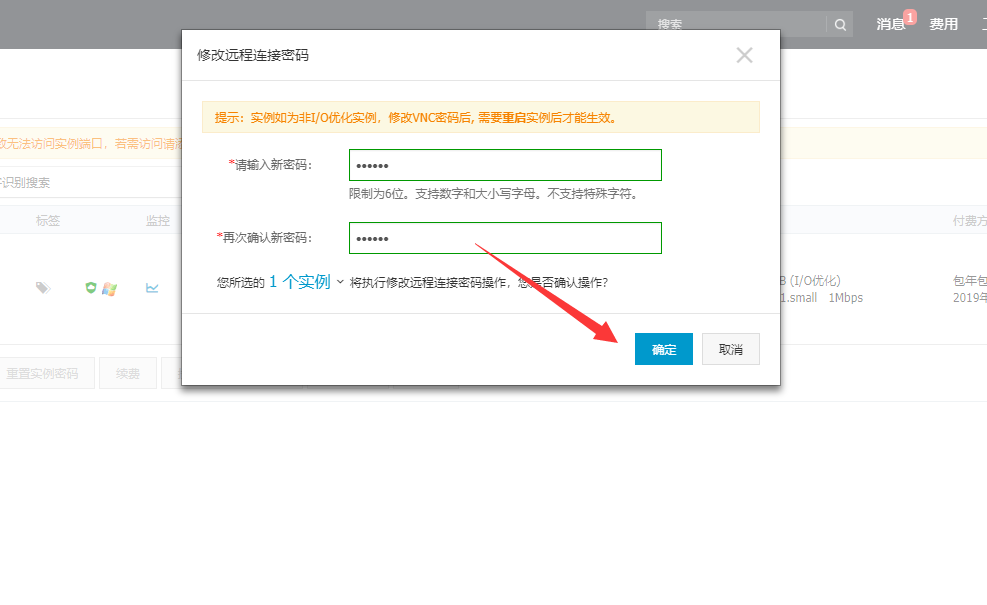 搜索
消息 1 费用
修改远程连接密码
提示：实例如为非I/O优化实例，修改VNC密码后, 需要重启实例后才能生效。
无法访问实例端口，若需访问请
*请输入新密码： ••••••
识别搜索
限制为6位。支持数字和大小写字母。不支持特殊字符。
标签 监控 付费方
*再次确认新密码： ••••••
您所选的 1 个实例 将执行修改远程连接密码操作，您是否确认操作?
B (I/O优化) 包年包
1.small 1Mbps 2019年
确定 取消
重置实例密码 续费